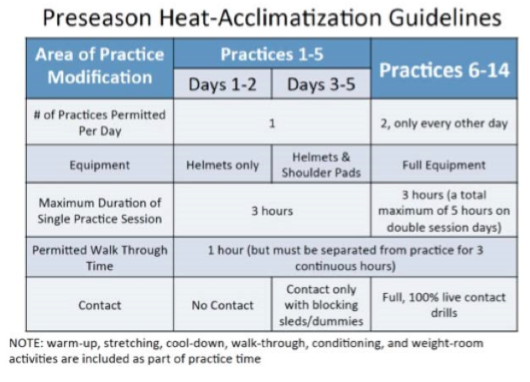 Preseason Heat-Acclimatization Guidelines
Area of Practice
Modification
Practices 1-5
Practices 6-14
Days 1-2
Days 3-5
# of Practices Permitted
Per Day
1
2, only every other day
Equipment
Helmets only
Helmets &
Shoulder Pads
Full Equipment
Maximum Duration of
Single Practice Session
3 hours
3 hours (a total
maximum of 5 hours on
double session days)
Permitted Walk Through
Time
1 hour (but must be separated from practice for 3
continuous hours)
Contact
No Contact
Contact only
with blocking
sleds/dummies
Full, 100% live contact
drills
NOTE: warm-up, stretching, cool-down, walk-through, conditioning, and weight-room
activities are included as part of practice time